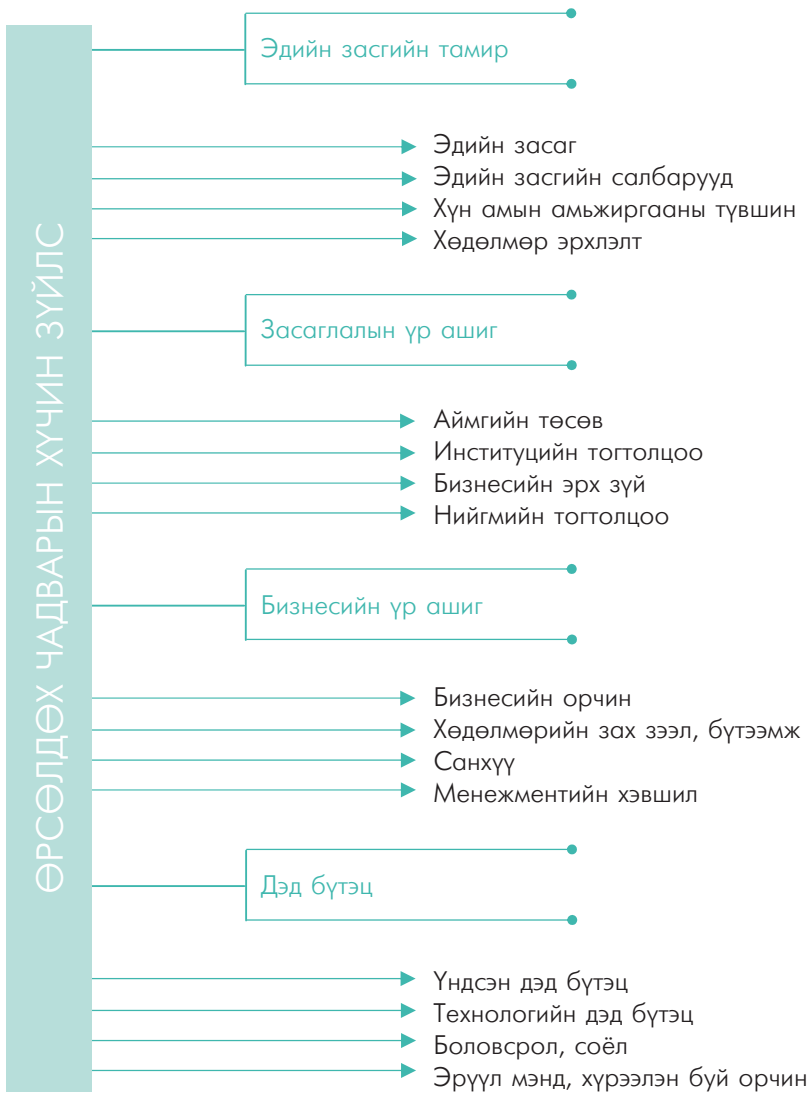 ӨРСӨЛДӨХ ЧАДВАРЫН ХҮЧИН ЗҮЙЛС
Эдийн засгийн тамир
Эдийн засаг
Эдийн засгийн салбарууд
Хүн амын амьжиргааны түвшин
Хөдөлмөр эрхлэлт
Засаглалын үр ашиг
Аймгийн төсөв
Институцийн тогтолцоо
Бизнесийн эрх зүй
Нийгмийн тогтолцоо
Бизнесийн үр ашиг
Бизнесийн орчин
Хөдөлмөрийн зах зээл, бүтээмж
Санхүү
Менежментийн хэвшил
Дэд бүтэц
Үндсэн дэд бүтэц
Технологийн дэд бүтэц
Боловсрол, соёл
Эрүүл мэнд, хүрээлэн буй орчин